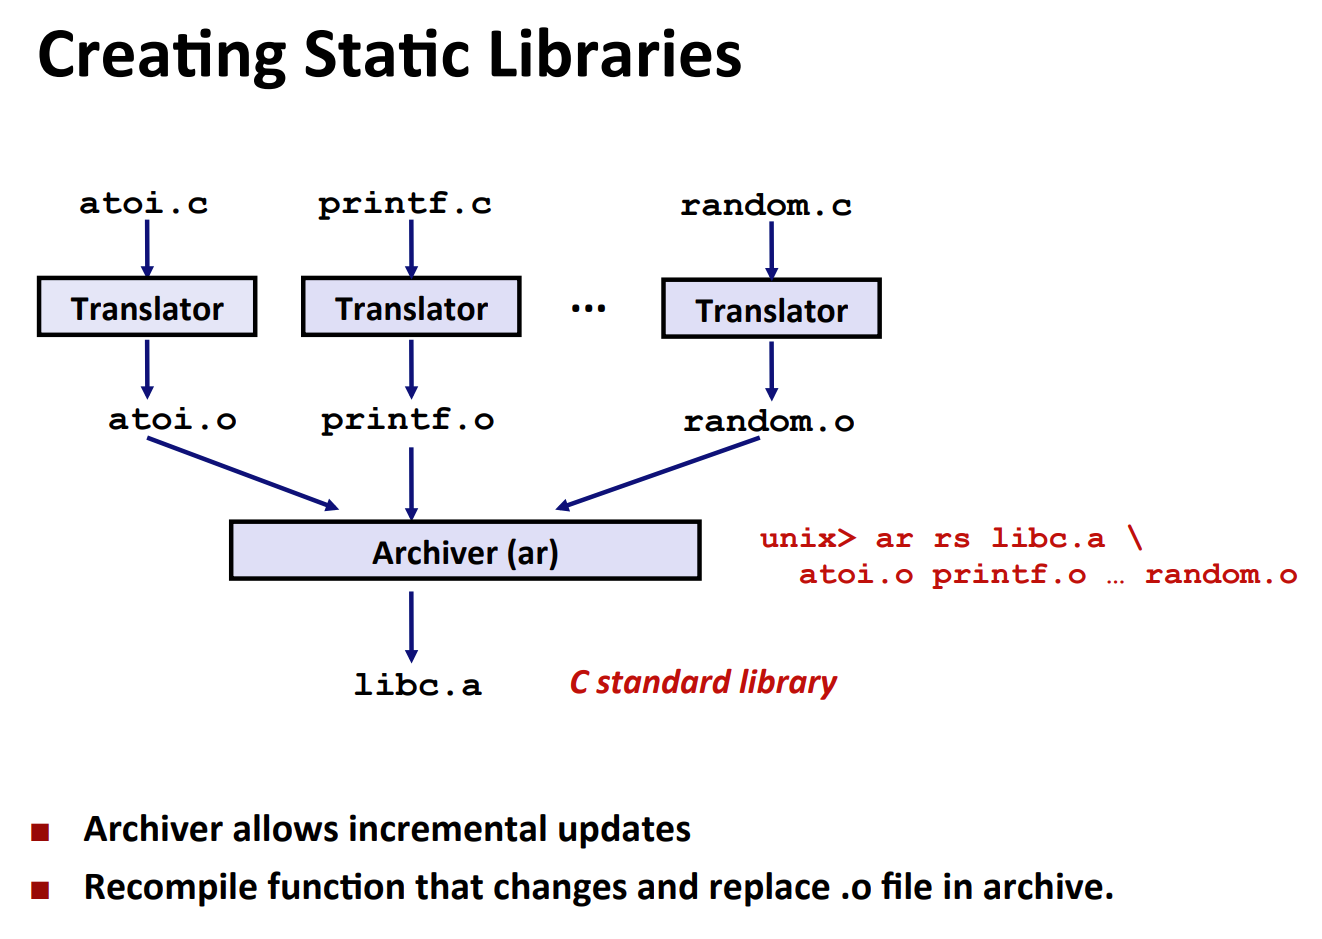 Creating Static Libraries
atoi.c printf.c random.c
Translator Translator ... Translator
atoi.o printf.o random.o
Archiver (ar)
unix> ar rs libc.a \
atoi.o printf.o … random.o
libc.a C standard library
■ Archiver allows incremental updates
■ Recompile function that changes and replace .o file in archive.